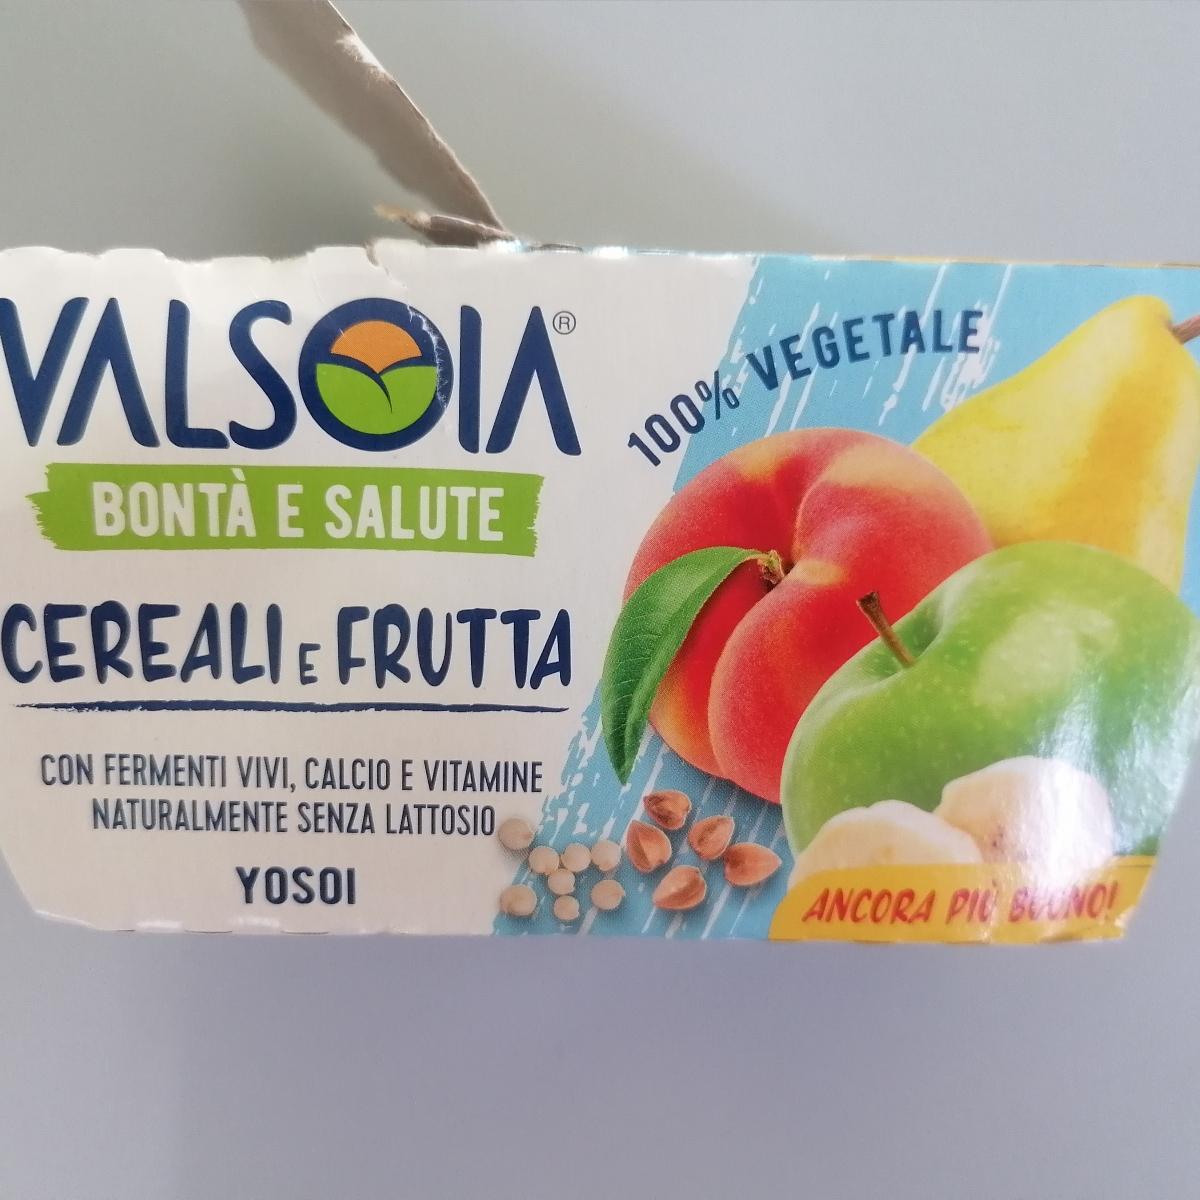 VALSOIA®
BONTÀ E SALUTE
CEREALI E FRUTTA
CON FERMENTI VIVI, CALCIO E VITAMINE
NATURALMENTE SENZA LATTOSIO
YOSOI
100% VEGETALE
ANCORA PIÙ BUONO!